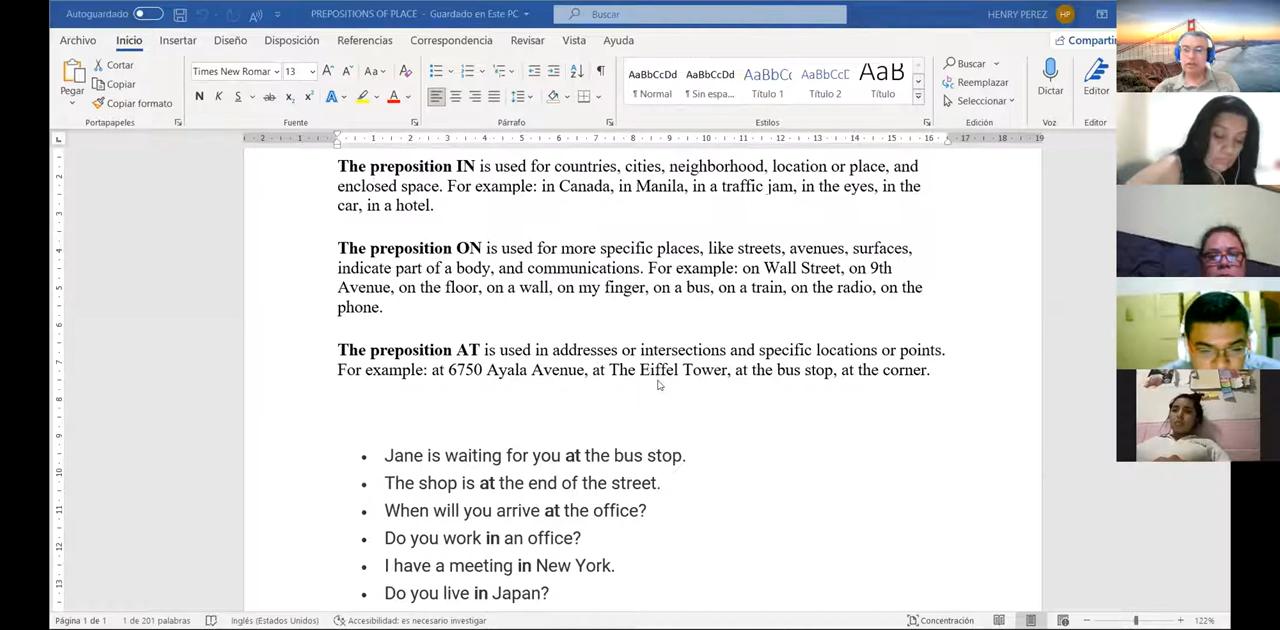 Autoguardado
PREPOSITIONS OF PLACE - Guardado en Este PC
Buscar
HENRY PEREZ
HP
Archivo Inicio Insertar Diseño Disposición Referencias Correspondencia Revisar Vista Ayuda
Compartir
Pegar
Cortar
Copiar
Copiar formato
Portapapeles
Times New Roman 13
Fuente
Párrafo
AaBbCcDd AaBbCcDd AaBbCc AaBbCcD AaB
¶ Normal ¶ Sin espa... Título 1 Título 2 Título
Estilos
Buscar
Reemplazar
Seleccionar
Edición
Dictar
Voz
Editor
Editor
The preposition IN is used for countries, cities, neighborhood, location or place, and
enclosed space. For example: in Canada, in Manila, in a traffic jam, in the eyes, in the
car, in a hotel.
The preposition ON is used for more specific places, like streets, avenues, surfaces,
indicate part of a body, and communications. For example: on Wall Street, on 9th
Avenue, on the floor, on a wall, on my finger, on a bus, on a train, on the radio, on the
phone.
The preposition AT is used in addresses or intersections and specific locations or points.
For example: at 6750 Ayala Avenue, at The Eiffel Tower, at the bus stop, at the corner.
• Jane is waiting for you at the bus stop.
• The shop is at the end of the street.
• When will you arrive at the office?
• Do you work in an office?
• I have a meeting in New York.
• Do you live in Japan?
Página 1 de 1 1 de 201 palabras Inglés (Estados Unidos) Accesibilidad: es necesario investigar Concentración 122%